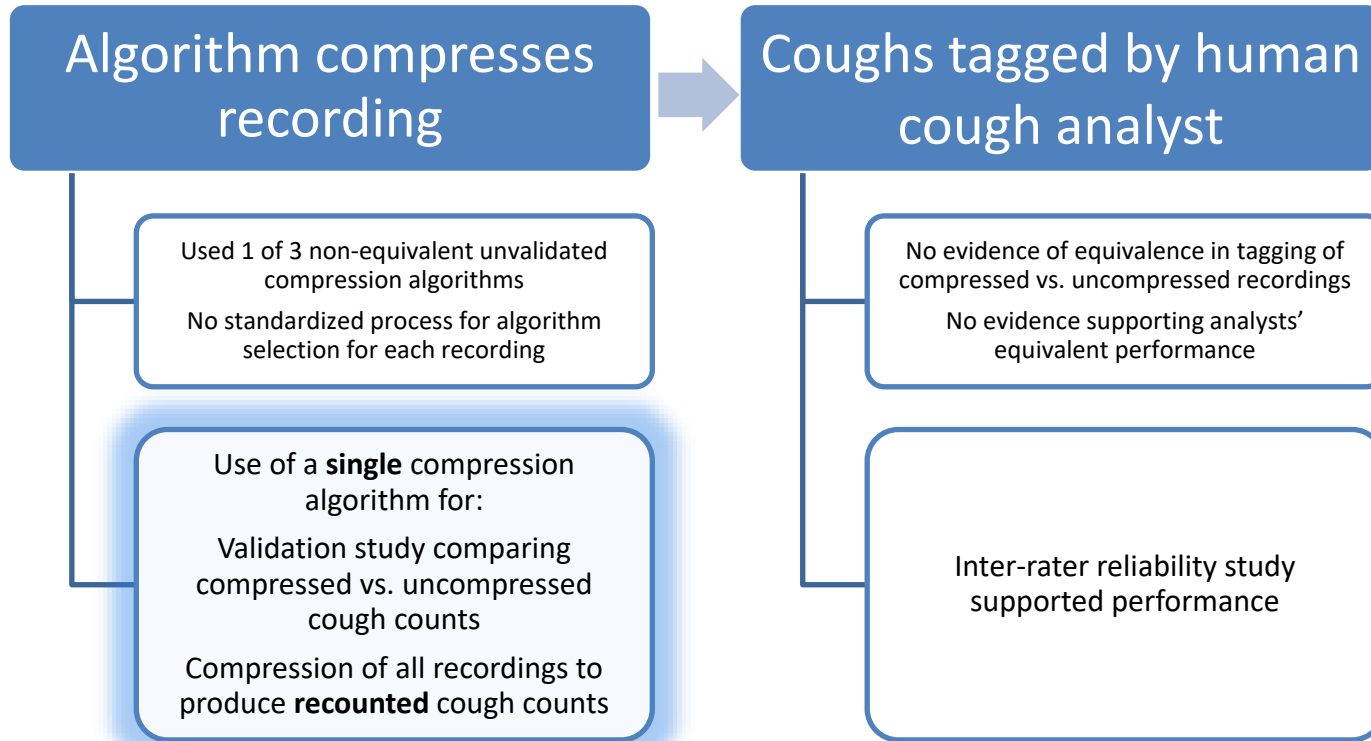 Algorithm compresses
recording
Used 1 of 3 non-equivalent unvalidated
compression algorithms
No standardized process for algorithm
selection for each recording
Use of a single compression
algorithm for:
Validation study comparing
compressed vs. uncompressed
cough counts
Compression of all recordings to
produce recounted cough counts
Coughs tagged by human
cough analyst
No evidence of equivalence in tagging of
compressed vs. uncompressed recordings
No evidence supporting analysts’
equivalent performance
Inter-rater reliability study
supported performance